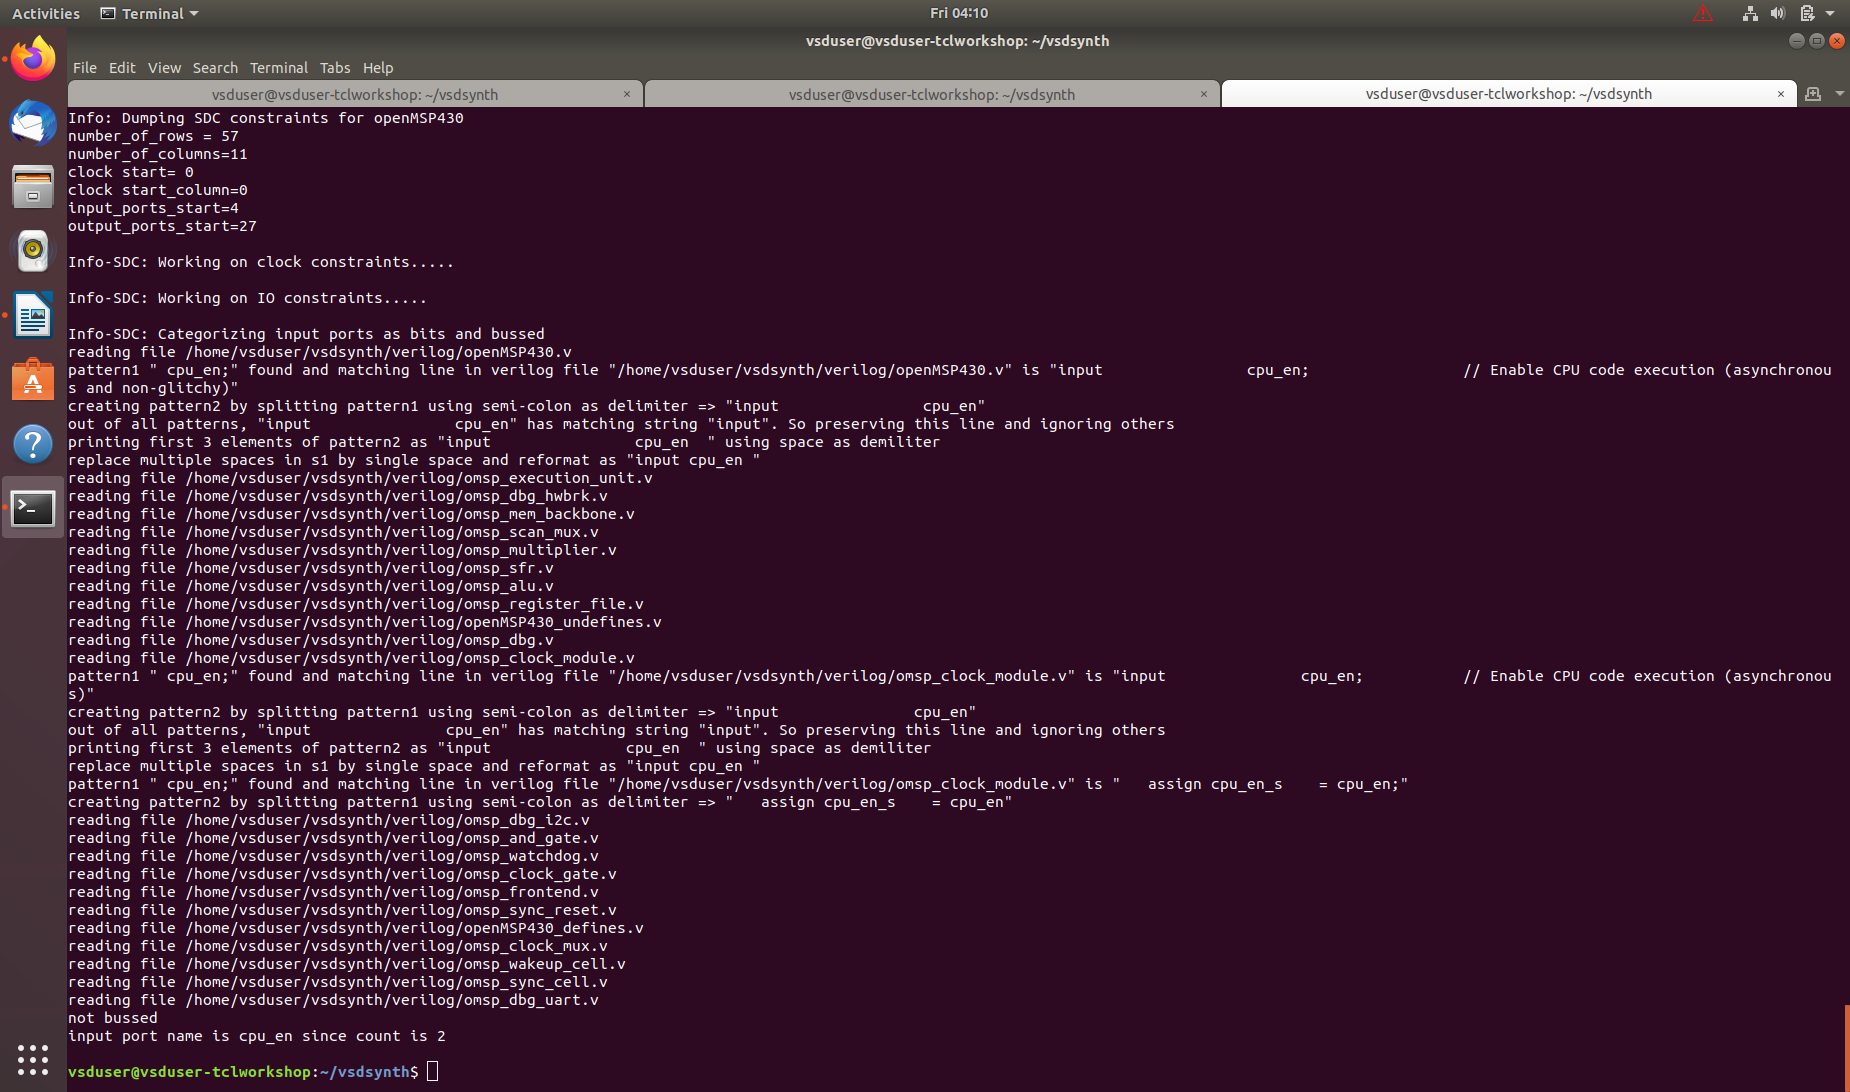 Activities Terminal Fri 04:10
vsduser@vsduser-tclworkshop: ~/vsdsynth
File Edit View Search Terminal Tabs Help
vsduser@vsduser-tclworkshop: ~/vsdsynth × vsduser@vsduser-tclworkshop: ~/vsdsynth × vsduser@vsduser-tclworkshop: ~/vsdsynth ×
Info: Dumping SDC constraints for openMSP430
number_of_rows = 57
number_of_columns=11
clock start= 0
clock start_column=0
input_ports_start=4
output_ports_start=27
Info-SDC: Working on clock constraints.....
Info-SDC: Working on IO constraints.....
Info-SDC: Categorizing input ports as bits and bussed
reading file /home/vsduser/vsdsynth/verilog/openMSP430.v
pattern1 " cpu_en;" found and matching line in verilog file "/home/vsduser/vsdsynth/verilog/openMSP430.v" is "input                cpu_en;                 // Enable CPU code execution (asynchronou
s and non-glitchy)"
creating pattern2 by splitting pattern1 using semi-colon as delimiter => "input                cpu_en"
out of all patterns, "input                cpu_en" has matching string "input". So preserving this line and ignoring others
printing first 3 elements of pattern2 as "input                cpu_en  " using space as demiliter
replace multiple spaces in s1 by single space and reformat as "input cpu_en "
reading file /home/vsduser/vsdsynth/verilog/omsp_execution_unit.v
reading file /home/vsduser/vsdsynth/verilog/omsp_dbg_hwbrk.v
reading file /home/vsduser/vsdsynth/verilog/omsp_mem_backbone.v
reading file /home/vsduser/vsdsynth/verilog/omsp_scan_mux.v
reading file /home/vsduser/vsdsynth/verilog/omsp_multiplier.v
reading file /home/vsduser/vsdsynth/verilog/omsp_sfr.v
reading file /home/vsduser/vsdsynth/verilog/omsp_alu.v
reading file /home/vsduser/vsdsynth/verilog/omsp_register_file.v
reading file /home/vsduser/vsdsynth/verilog/openMSP430_undefines.v
reading file /home/vsduser/vsdsynth/verilog/omsp_dbg.v
reading file /home/vsduser/vsdsynth/verilog/omsp_clock_module.v
pattern1 " cpu_en;" found and matching line in verilog file "/home/vsduser/vsdsynth/verilog/omsp_clock_module.v" is "input               cpu_en;           // Enable CPU code execution (asynchronou
s)"
creating pattern2 by splitting pattern1 using semi-colon as delimiter => "input               cpu_en"
out of all patterns, "input               cpu_en" has matching string "input". So preserving this line and ignoring others
printing first 3 elements of pattern2 as "input               cpu_en  " using space as demiliter
replace multiple spaces in s1 by single space and reformat as "input cpu_en "
pattern1 " cpu_en;" found and matching line in verilog file "/home/vsduser/vsdsynth/verilog/omsp_clock_module.v" is "   assign cpu_en_s    = cpu_en;"
creating pattern2 by splitting pattern1 using semi-colon as delimiter => "   assign cpu_en_s    = cpu_en"
reading file /home/vsduser/vsdsynth/verilog/omsp_dbg_i2c.v
reading file /home/vsduser/vsdsynth/verilog/omsp_and_gate.v
reading file /home/vsduser/vsdsynth/verilog/omsp_watchdog.v
reading file /home/vsduser/vsdsynth/verilog/omsp_clock_gate.v
reading file /home/vsduser/vsdsynth/verilog/omsp_frontend.v
reading file /home/vsduser/vsdsynth/verilog/omsp_sync_reset.v
reading file /home/vsduser/vsdsynth/verilog/openMSP430_defines.v
reading file /home/vsduser/vsdsynth/verilog/omsp_clock_mux.v
reading file /home/vsduser/vsdsynth/verilog/omsp_wakeup_cell.v
reading file /home/vsduser/vsdsynth/verilog/omsp_sync_cell.v
reading file /home/vsduser/vsdsynth/verilog/omsp_dbg_uart.v
not bussed
input port name is cpu_en since count is 2
vsduser@vsduser-tclworkshop:~/vsdsynth$